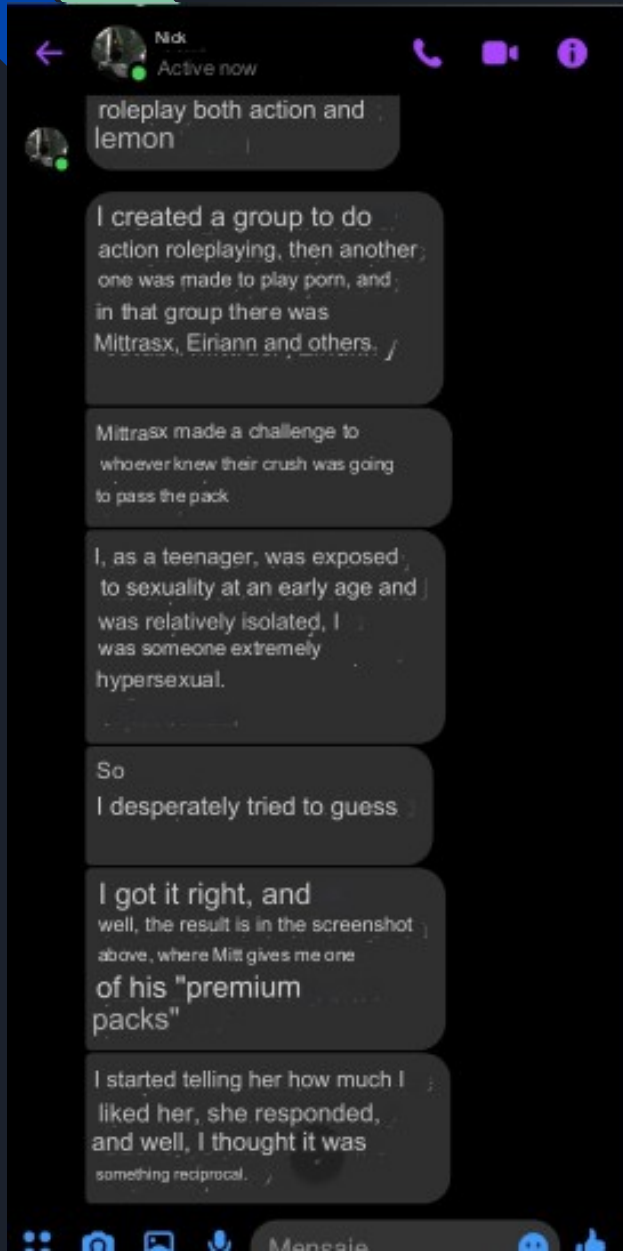 Nick
Active now
roleplay both action and
lemon
I created a group to do
action roleplaying, then another
one was made to play porn, and
in that group there was
Mittrasx, Eiriann and others.
Mittrasx made a challenge to
whoever knew their crush was going
to pass the pack
I, as a teenager, was exposed
to sexuality at an early age and
was relatively isolated, I
was someone extremely
hypersexual.
So
I desperately tried to guess
I got it right, and
well, the result is in the screenshot
above, where Mitt gives me one
of his "premium
packs"
I started telling her how much I
liked her, she responded,
and well, I thought it was
something reciprocal.
Mensaje